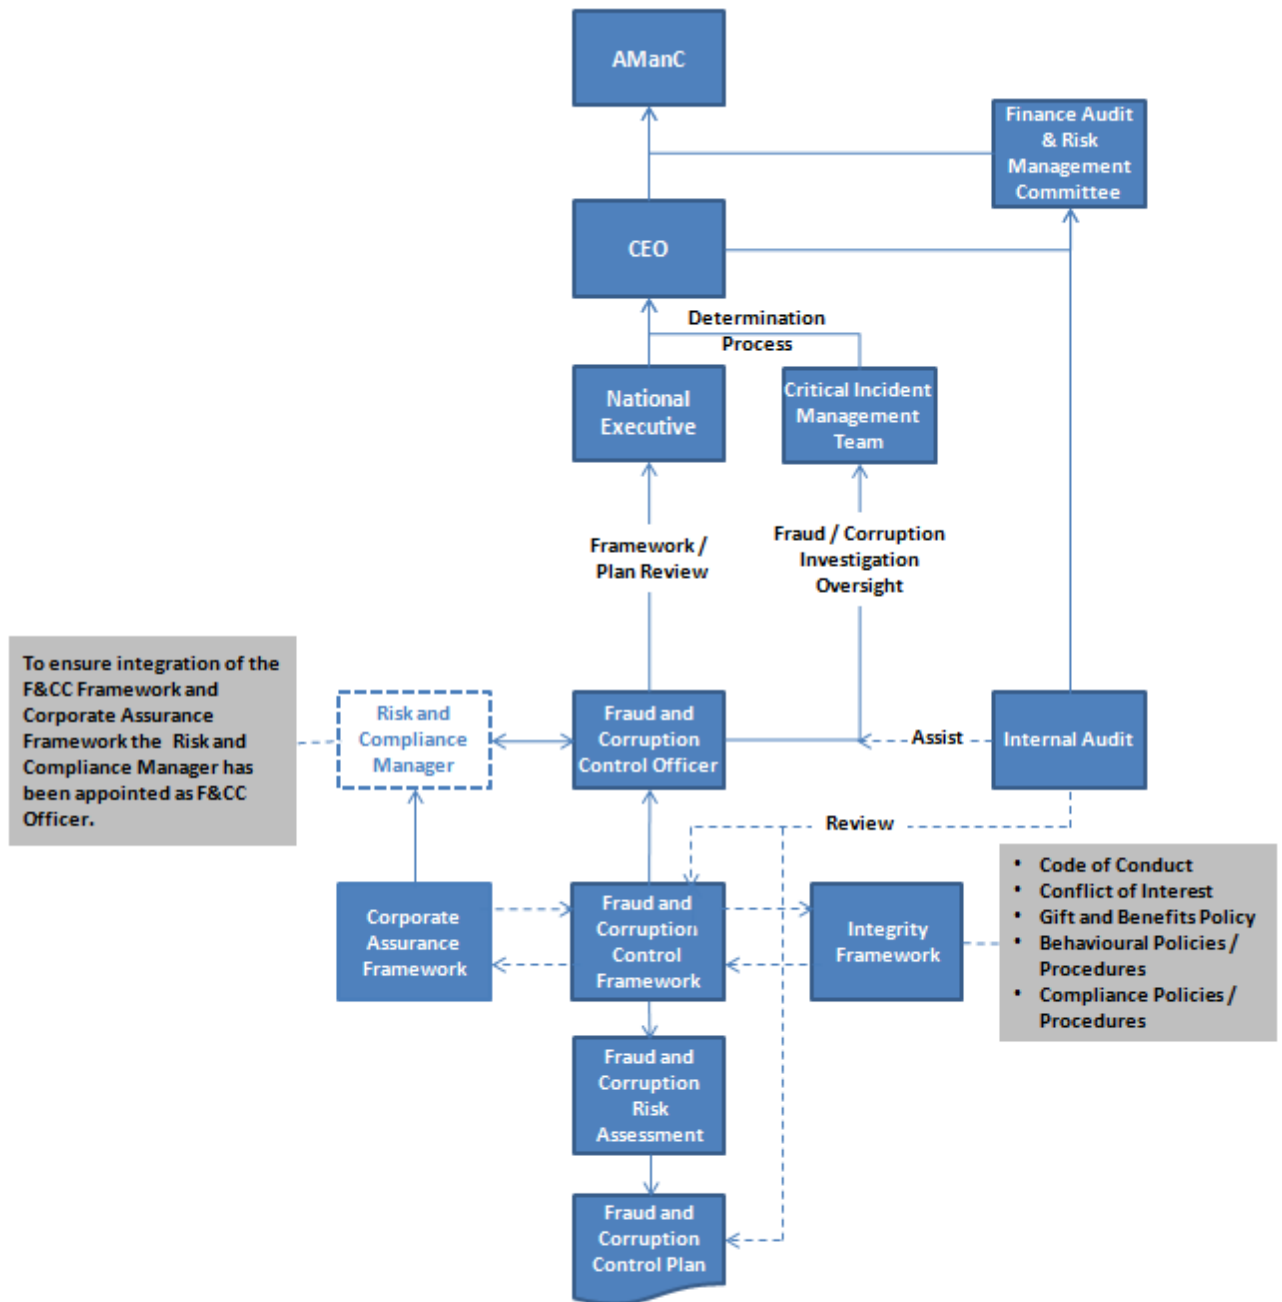 AManC
Finance Audit
& Risk
Management
Committee
CEO
Determination
Process
National
Executive
Critical Incident
Management
Team
Framework /
Plan Review
Fraud / Corruption
Investigation
Oversight
To ensure integration of the
F&CC Framework and
Corporate Assurance
Framework the Risk and
Compliance Manager has
been appointed as F&CC
Officer.
Risk and
Compliance
Manager
Fraud and
Corruption
Control Officer
Assist
Internal Audit
Review
Corporate
Assurance
Framework
Fraud and
Corruption
Control
Framework
Integrity
Framework
• Code of Conduct
• Conflict of Interest
• Gift and Benefits Policy
• Behavioural Policies /
Procedures
• Compliance Policies /
Procedures
Fraud and
Corruption
Risk
Assessment
Fraud and
Corruption
Control Plan